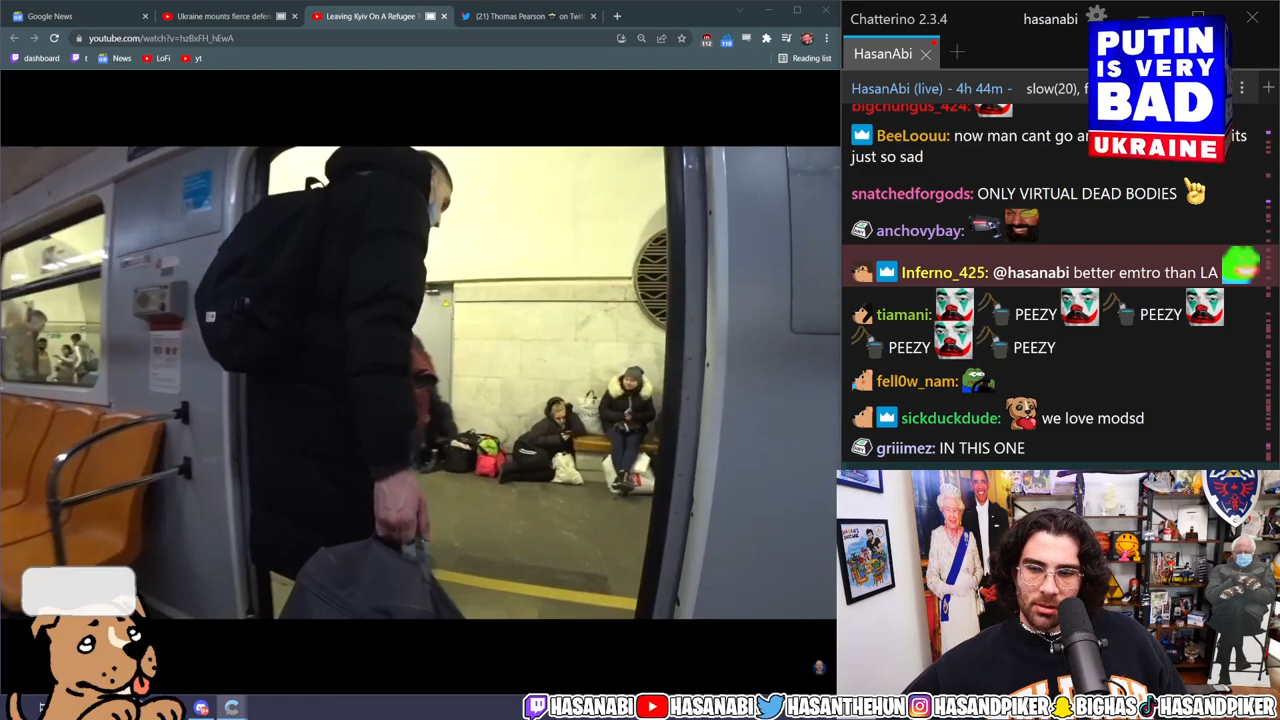 Google News
Ukraine mounts fierce defen
Leaving Kyiv On A Refugee T
(21) Thomas Pearson
on Twit
youtube.com/watch?v=hzBxFH_hEwA
dashboard
t
News
LoFi
yt
Reading list
Chatterino 2.3.4
hasanabi
HasanAbi
HasanAbi (live) - 4h 44m -
slow(20), f
PUTIN
IS VERY
BAD
UKRAINE
bigchungus_424:
BeeLoouu: now man cant go an
its
just so sad
snatchedforgods: ONLY VIRTUAL DEAD BODIES
anchovybay:
Inferno_425: @hasanabi better emtro than LA
tiamani: PEEZY PEEZY
PEEZY PEEZY
fell0w_nam:
sickduckdude: we love modsd
griiimez: IN THIS ONE
HASANABI HASANABI HASANTHEHUN HASANDPIKER BIGHAS HASANDPIKER